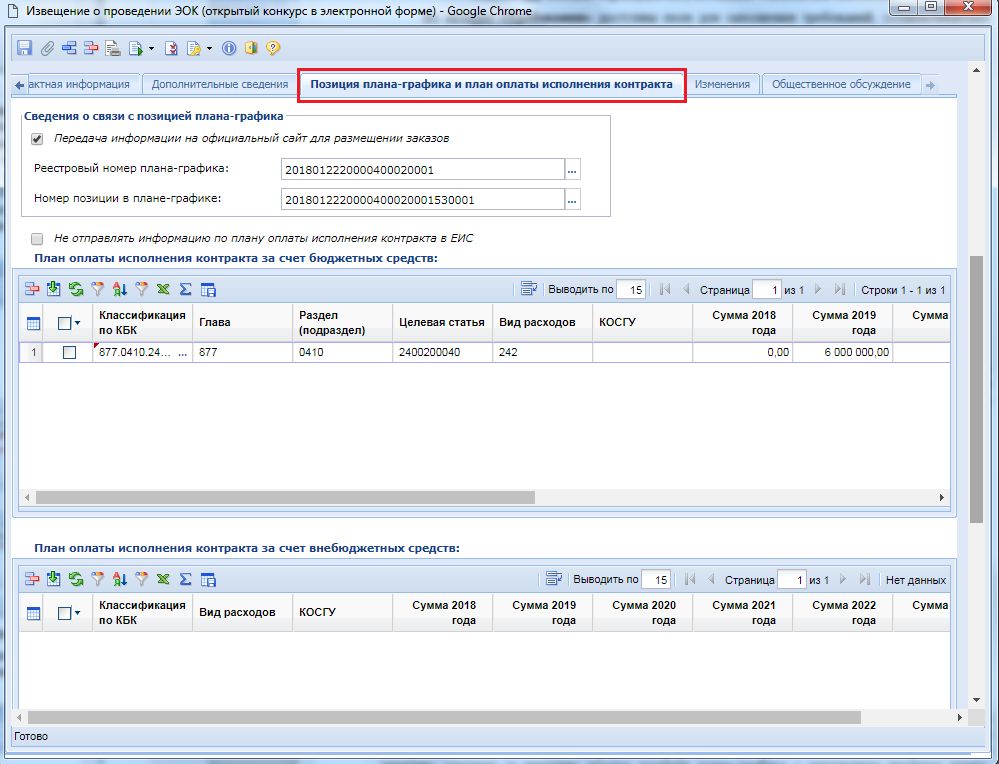 Извещение о проведении ЭОК (открытый конкурс в электронной форме) - Google Chrome
актная информация Дополнительные сведения Позиция плана-графика и план оплаты исполнения контракта Изменения Общественное обсуждение
Сведения о связи с позицией плана-графика
Передача информации на официальный сайт для размещении заказов
Реестровый номер плана-графика: 2018012220000400020001 ...
Номер позиции в плане-графике: 2018012220000400020001530001 ...
Не отправлять информацию по плану оплаты исполнения контракта в ЕИС
План оплаты исполнения контракта за счет бюджетных средств:
Выводить по 15 Страница 1 из 1 Строки 1 - 1 из 1
Классификация по КБК Глава Раздел (подраздел) Целевая статья Вид расходов КОСГУ Сумма 2018 года Сумма 2019 года Сумма
1 877.0410.24... ... 877 0410 2400200040 242 0,00 6 000 000,00
План оплаты исполнения контракта за счет внебюджетных средств:
Выводить по 15 Страница 1 из 1 Нет данных
Классификация по КБК Вид расходов КОСГУ Сумма 2018 года Сумма 2019 года Сумма 2020 года Сумма 2021 года Сумма 2022 года Сумма
Готово